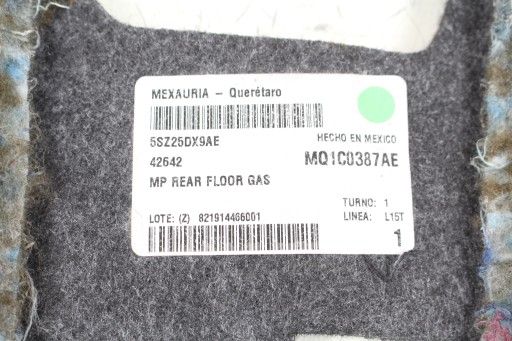 MEXAURIA - Querétaro
5SZ25DX9AE
HECHO EN MEXICO
42642
MQ1C0387AE
MP REAR FLOOR GAS
TURNO: 1
LOTE: (Z) 821914466001
LINEA: L15T
1